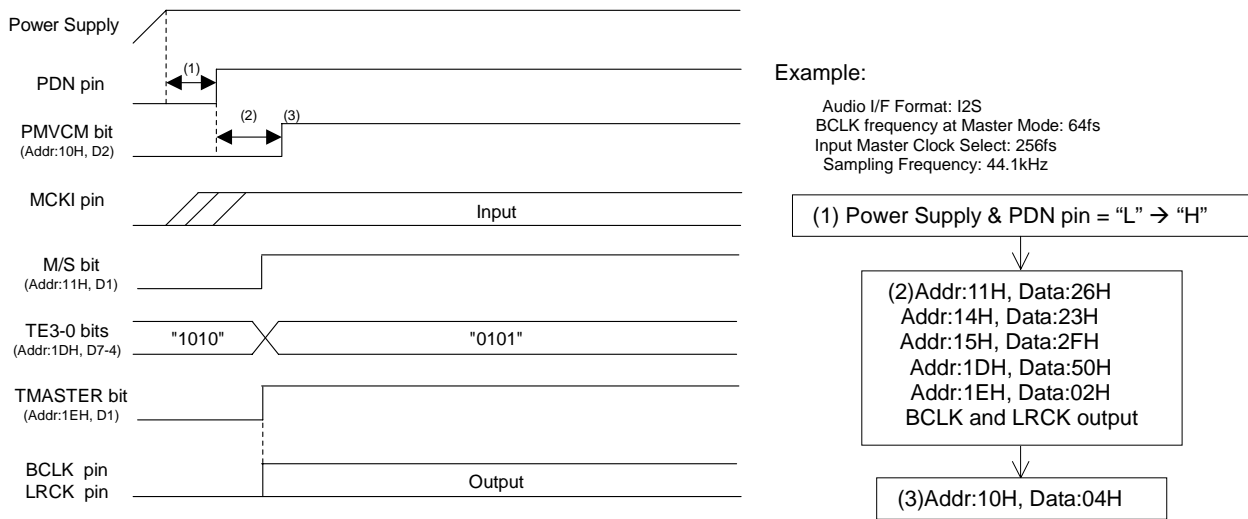 Power Supply
(1)
PDN pin
(2)
(3)
PMVCM bit
(Addr:10H, D2)
MCKI pin
Input
M/S bit
(Addr:11H, D1)
TE3-0 bits
(Addr:1DH, D7-4)
"1010"
"0101"
TMASTER bit
(Addr:1EH, D1)
BCLK pin
LRCK pin
Output
Example:
Audio I/F Format: I2S
BCLK frequency at Master Mode: 64fs
Input Master Clock Select: 256fs
Sampling Frequency: 44.1kHz
(1) Power Supply & PDN pin = “L” → “H”
(2)Addr:11H, Data:26H
Addr:14H, Data:23H
Addr:15H, Data:2FH
Addr:1DH, Data:50H
Addr:1EH, Data:02H
BCLK and LRCK output
(3)Addr:10H, Data:04H